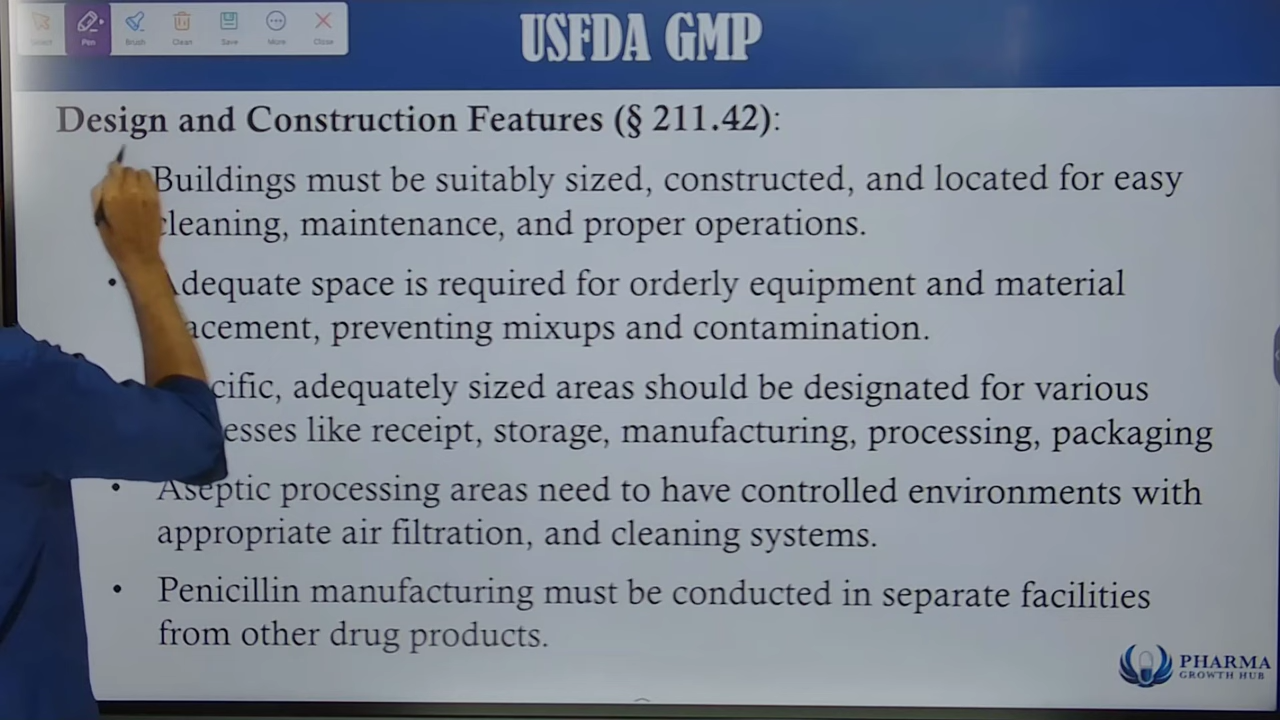 USFDA GMP
Select Pen Brush Clean Save More Close
Design and Construction Features (§ 211.42):
Buildings must be suitably sized, constructed, and located for easy
cleaning, maintenance, and proper operations.
• Adequate space is required for orderly equipment and material
acement, preventing mixups and contamination.
cific, adequately sized areas should be designated for various
esses like receipt, storage, manufacturing, processing, packaging
• Aseptic processing areas need to have controlled environments with
appropriate air filtration, and cleaning systems.
• Penicillin manufacturing must be conducted in separate facilities
from other drug products.
PHARMA
GROWTH HUB